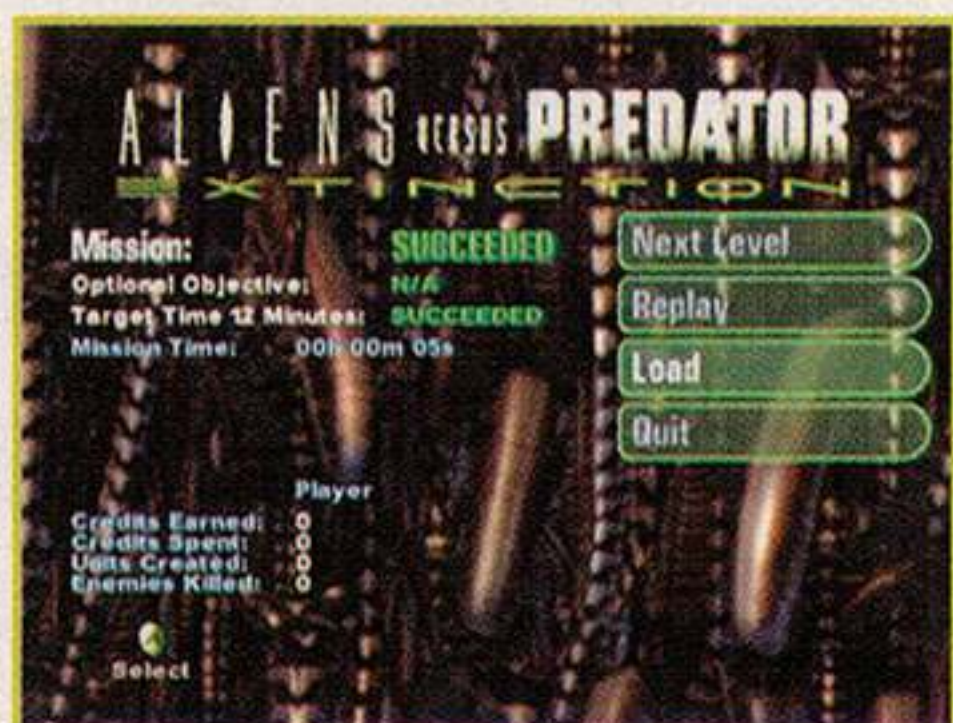 ALIENS VERSUS PREDATOR
EXTINCTION
Mission: SUCCEEDED
Optional Objective: N/A
Target Time 12 Minutes: SUCCEEDED
Mission Time: 00h 00m 05s
Next Level
Replay
Load
Quit
Player
Credits Earned: 0
Credits Spent: 0
Units Created: 0
Enemies Killed: 0
A
Select